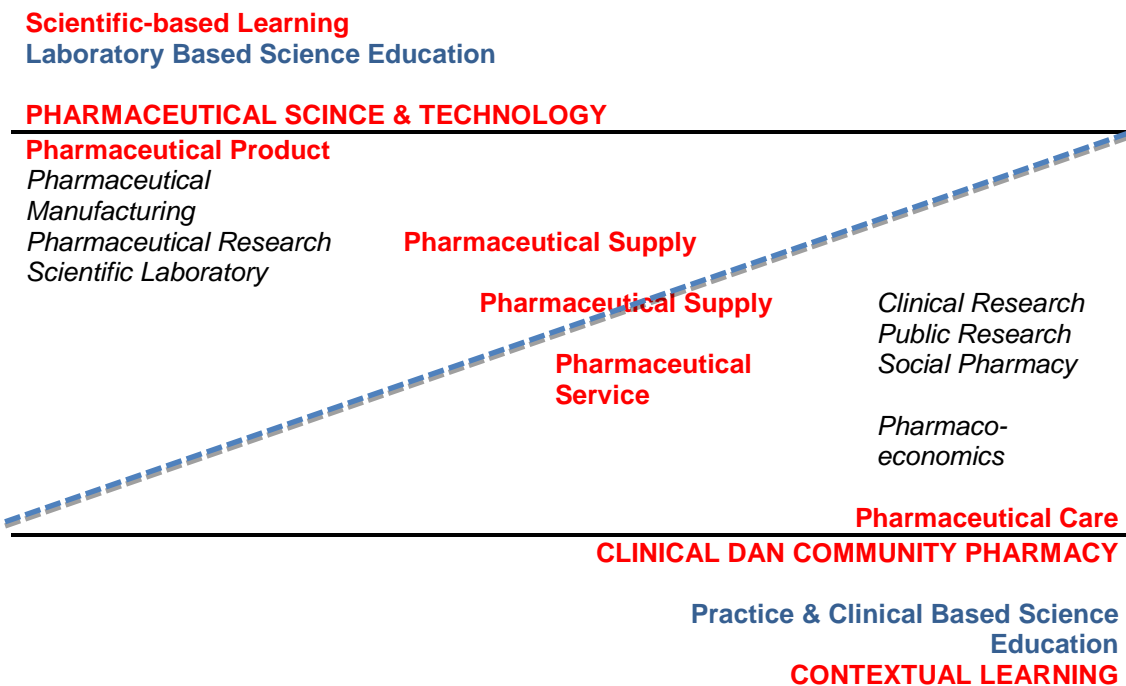 Scientific-based Learning
Laboratory Based Science Education
PHARMACEUTICAL SCINCE & TECHNOLOGY
Pharmaceutical Product
Pharmaceutical
Manufacturing
Pharmaceutical Research
Scientific Laboratory
Pharmaceutical Supply
Pharmaceutical Supply
Pharmaceutical
Service
Clinical Research
Public Research
Social Pharmacy
Pharmaco-
economics
Pharmaceutical Care
CLINICAL DAN COMMUNITY PHARMACY
Practice & Clinical Based Science
Education
CONTEXTUAL LEARNING